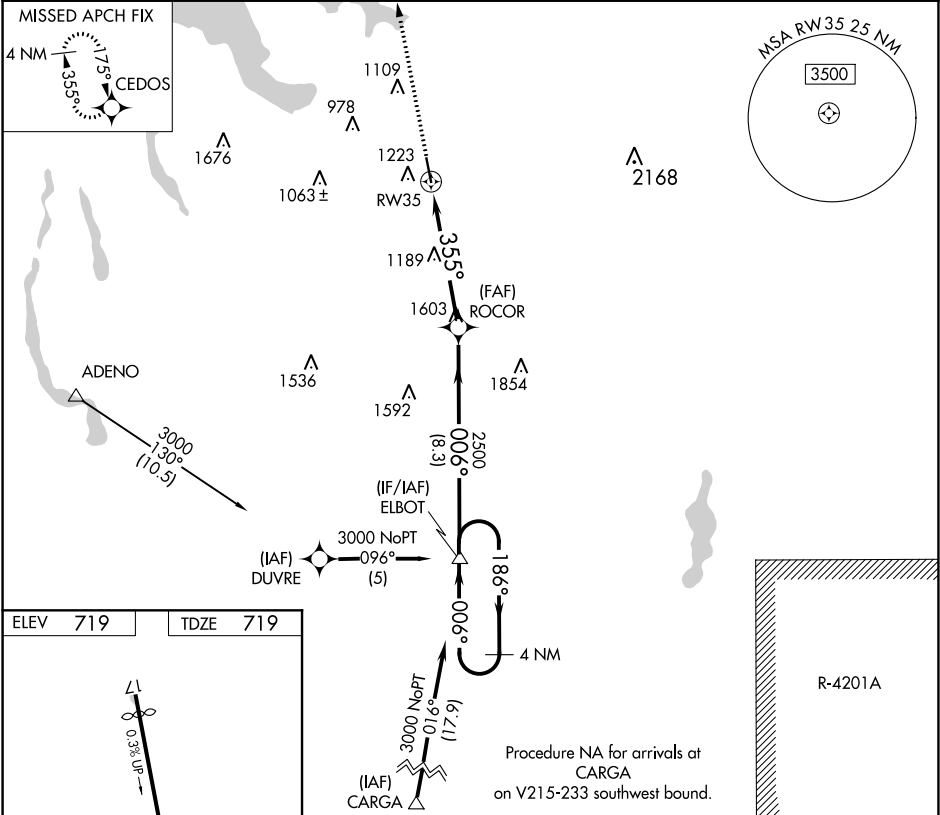 MISSED APCH FIX
4 NM
175°
355°
CEDOS
MSA RW35 25 NM
3500
1109
978
1676
1223
1063 ±
RW35
2168
355°
1189
(FAF)
ROCOR
1603
ADENO
1536
1592
1854
3000
130°
(10.5)
2500
006°
(8.3)
(IF/IAF)
ELBOT
3000 NoPT
096°
(5)
(IAF)
DUVRE
186°
006°
4 NM
ELEV 719
TDZE 719
17
0.3% UP
3000 NoPT
016°
(17.9)
(IAF)
CARGA
Procedure NA for arrivals at
CARGA
on V215-233 southwest bound.
R-4201A